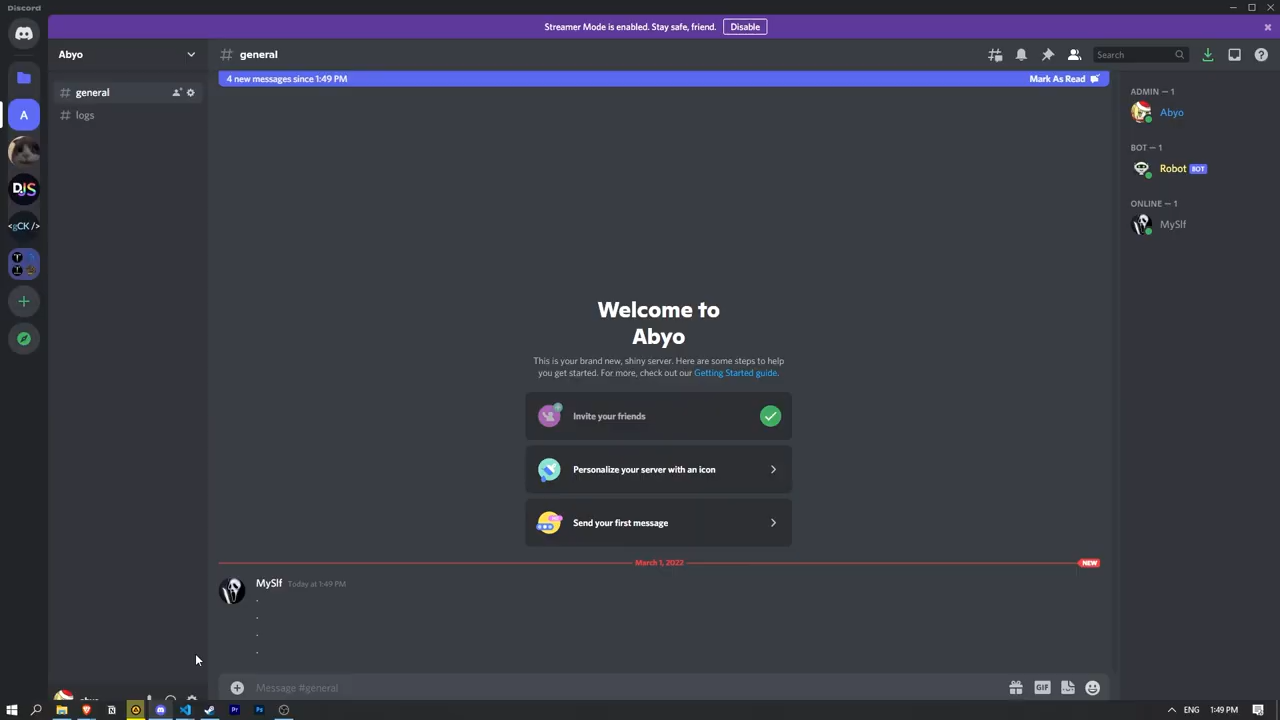 Discord
Streamer Mode is enabled. Stay safe, friend. Disable
Abyo
# general
Search
4 new messages since 1:49 PM
Mark As Read
# general
# logs
A
DJS
<gCK />
ADMIN — 1
Abyo
BOT — 1
Robot BOT
ONLINE — 1
MySlf
Welcome to
Abyo
This is your brand new, shiny server. Here are some steps to help
you get started. For more, check out our Getting Started guide.
Invite your friends
Personalize your server with an icon
Send your first message
March 1, 2022
NEW
MySlf Today at 1:49 PM
.
.
.
.
Message #general
GIF
ENG
1:49 PM